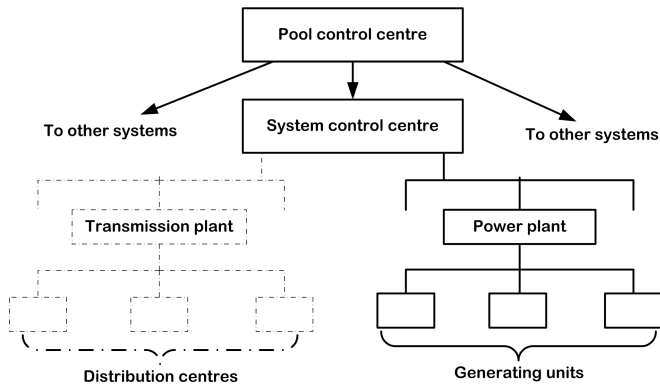 Pool control centre
To other systems
System control centre
To other systems
Transmission plant
Power plant
Distribution centres
Generating units